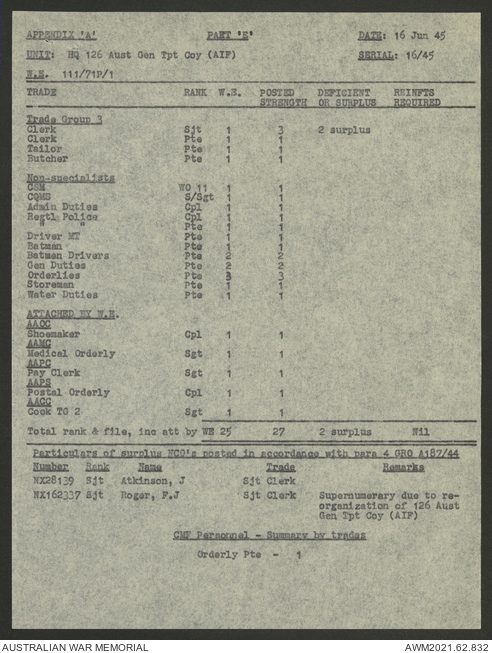 APPENDIX 'A' PART 'E' DATE: 16 Jun 45
UNIT: HQ 126 Aust Gen Tpt Coy (AIF) SERIAL: 16/45
W.E. 111/71P/1
TRADE RANK W.E. POSTED STRENGTH DEFICIENT OR SURPLUS REINFTS REQUIRED
Trade Group 3
Clerk Sjt 1 3 2 surplus
Clerk Pte 1 1
Tailor Pte 1 1
Butcher Pte 1 1
Non-specialists
CSM WO 11 1 1
CQMS S/Sgt 1 1
Admin Duties Cpl 1 1
Regtl Police Cpl 1 1
" " Pte 1 1
Driver MT Pte 1 1
Batman Pte 1 1
Batmen Drivers Pte 2 2
Gen Duties Pte 2 2
Orderlies Pte 3 3
Storeman Pte 1 1
Water Duties Pte 1 1
ATTACHED BY W.E.
AAOC
Shoemaker Cpl 1 1
AAMC
Medical Orderly Sgt 1 1
AAPC
Pay Clerk Sgt 1 1
AAPS
Postal Orderly Cpl 1 1
AACC
Cook TG 2 Sgt 1 1
Total rank & file, inc att by WE 25 27 2 surplus Nil
Particulars of surplus NCO's posted in accordance with para 4 GRO A187/44
Number Rank Name Trade Remarks
NX28139 Sjt Atkinson, J Sjt Clerk
NX162337 Sjt Roger, F.J Sjt Clerk Supernumerary due to re-
organization of 126 Aust
Gen Tpt Coy (AIF)
CMF Personnel - Summary by trades
Orderly Pte - 1
AUSTRALIAN WAR MEMORIAL AWM2021.62.832